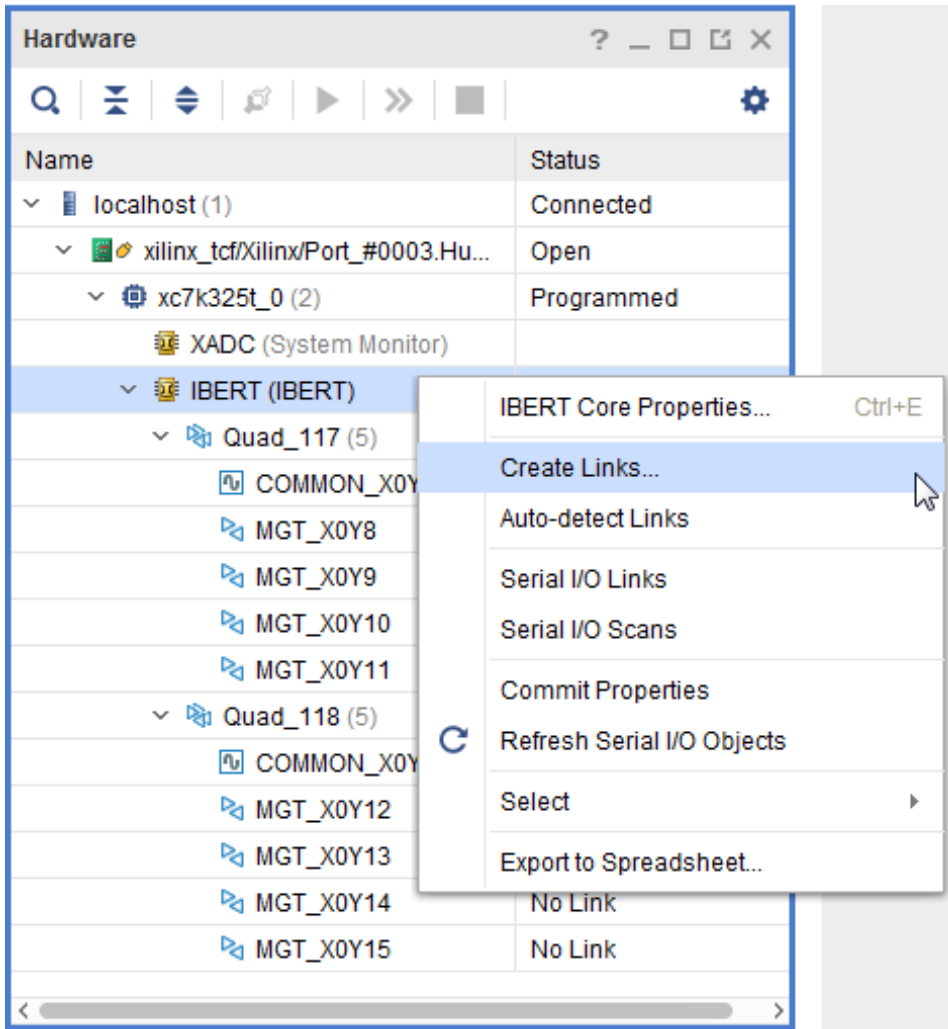 Hardware
Name Status
localhost (1) Connected
xilinx_tcf/Xilinx/Port_#0003.Hu... Open
xc7k325t_0 (2) Programmed
XADC (System Monitor)
IBERT (IBERT)
IBERT Core Properties... Ctrl+E
Quad_117 (5)
Create Links...
COMMON_X0Y
Auto-detect Links
MGT_X0Y8
MGT_X0Y9
Serial I/O Links
MGT_X0Y10
Serial I/O Scans
MGT_X0Y11
Commit Properties
Quad_118 (5)
Refresh Serial I/O Objects
COMMON_X0Y
MGT_X0Y12
Select
MGT_X0Y13
Export to Spreadsheet...
MGT_X0Y14 No Link
MGT_X0Y15 No Link